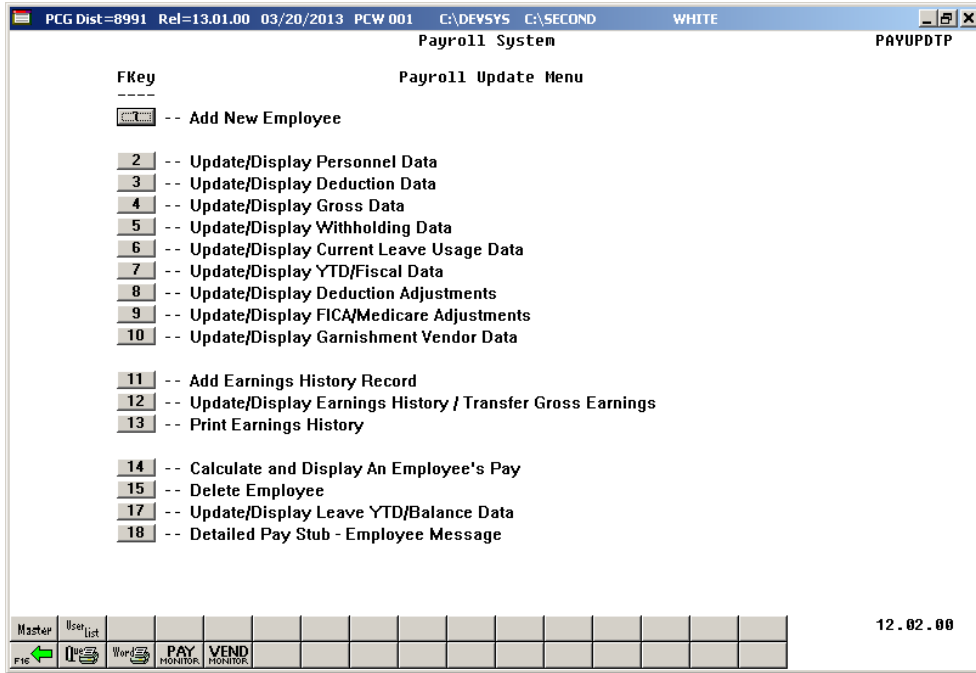 PCG Dist=8991 Rel=13.01.00 03/20/2013 PCW 001 C:\DEVSYS C:\SECOND WHITE
Payroll System PAYUPDTP
FKey Payroll Update Menu
----
1 -- Add New Employee
2 -- Update/Display Personnel Data
3 -- Update/Display Deduction Data
4 -- Update/Display Gross Data
5 -- Update/Display Withholding Data
6 -- Update/Display Current Leave Usage Data
7 -- Update/Display YTD/Fiscal Data
8 -- Update/Display Deduction Adjustments
9 -- Update/Display FICA/Medicare Adjustments
10 -- Update/Display Garnishment Vendor Data
11 -- Add Earnings History Record
12 -- Update/Display Earnings History / Transfer Gross Earnings
13 -- Print Earnings History
14 -- Calculate and Display An Employee's Pay
15 -- Delete Employee
17 -- Update/Display Leave YTD/Balance Data
18 -- Detailed Pay Stub - Employee Message
Master User List 12.02.00
F16 Que Word PAY MONITOR VEND MONITOR